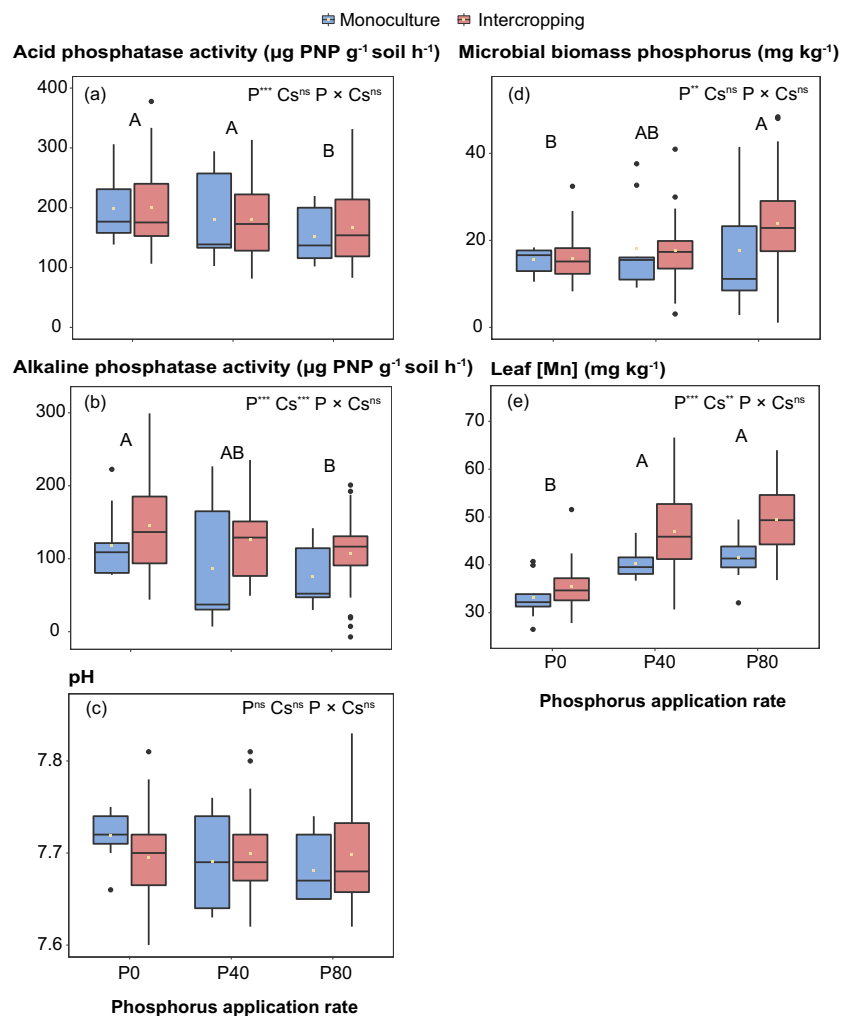 Monoculture Intercropping
Acid phosphatase activity (µg PNP g⁻¹ soil h⁻¹)
400
300
200
100
0
(a)
P*** Csⁿˢ P × Csⁿˢ
A
A
B
Microbial biomass phosphorus (mg kg⁻¹)
40
20
0
(d)
P** Csⁿˢ P × Csⁿˢ
B
AB
A
Alkaline phosphatase activity (µg PNP g⁻¹ soil h⁻¹)
300
200
100
0
(b)
P*** Cs*** P × Csⁿˢ
A
AB
B
Leaf [Mn] (mg kg⁻¹)
70
60
50
40
30
(e)
P*** Cs** P × Csⁿˢ
B
A
A
P0 P40 P80
Phosphorus application rate
pH
7.8
7.7
7.6
(c)
Pⁿˢ Csⁿˢ P × Csⁿˢ
P0 P40 P80
Phosphorus application rate